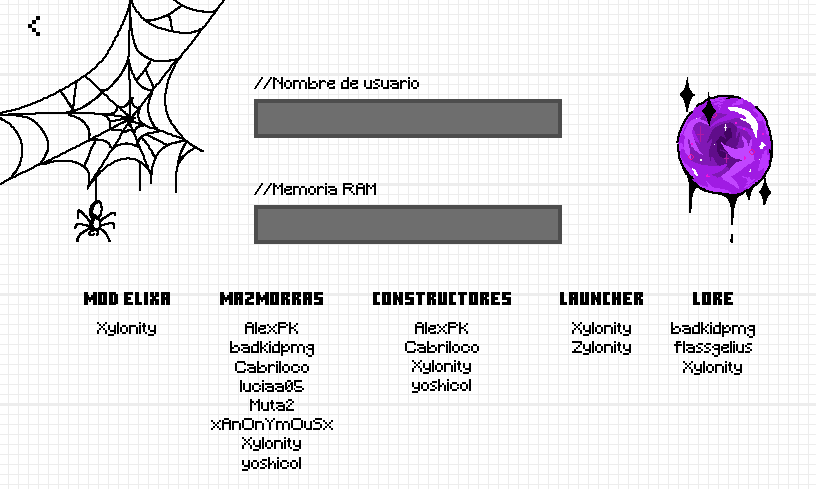 //Nombre de usuario
//Memoria RAM
MOD ELIXA
Xylonity
MAZMORRAS
AlexPK
badkidpmg
Cabriloco
luciaa05
Muta2
xAnOnYmOuSx
Xylonity
yoshicol
CONSTRUCTORES
AlexPK
Cabriloco
Xylonity
yoshicol
LAUNCHER
Xylonity
Zylonity
LORE
badkidpmg
flassgelius
Xylonity